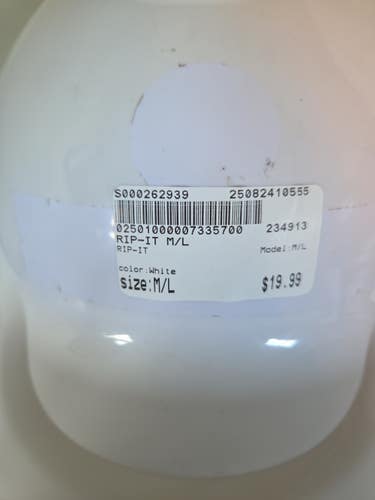 S000262939 25082410555
02501000007335700 234913
RIP-IT M/L
RIP-IT Model:M/L
color:White
size:M/L $19.99